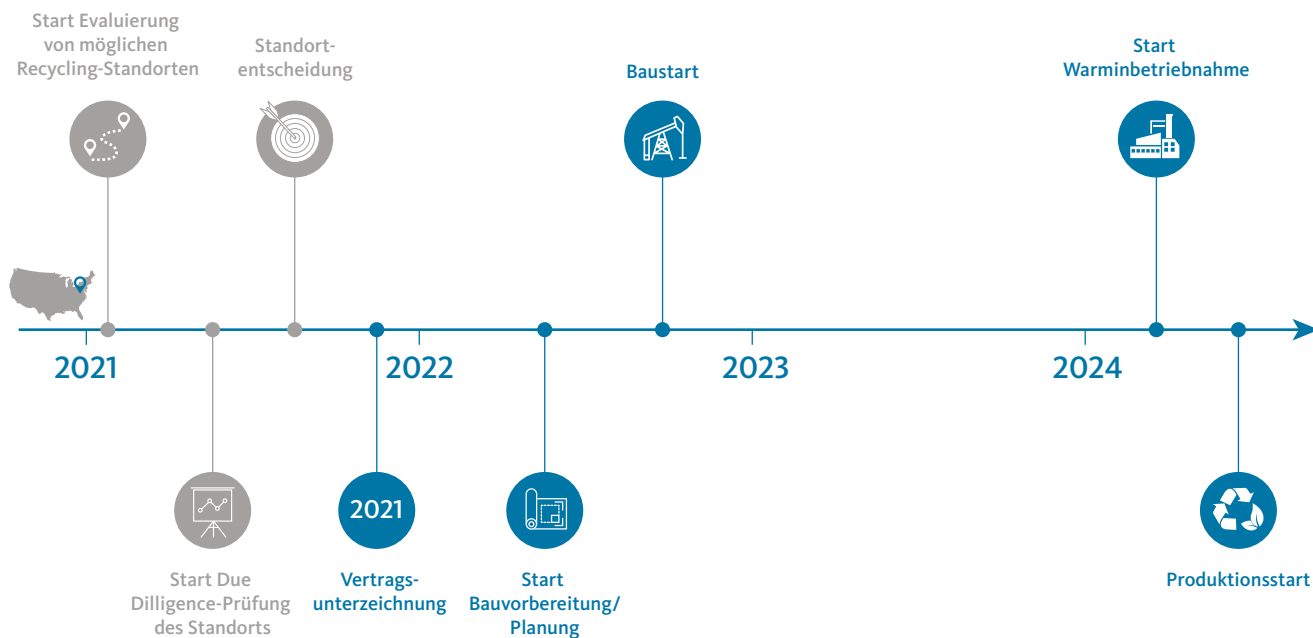 Start Evaluierung
von möglichen
Recycling-Standorten
Standort-
entscheidung
Baustart
Start
Warminbetriebnahme
2021
2022
2023
2024
2021
Start Due
Dilligence-Prüfung
des Standorts
Vertrags-
unterzeichnung
Start
Bauvorbereitung/
Planung
Produktionsstart